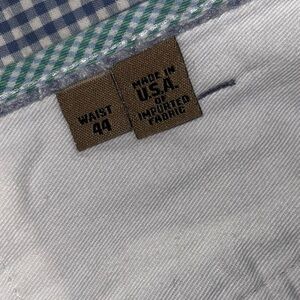 WAIST
44
MADE IN
U.S.A.
OF
IMPORTED
FABRIC